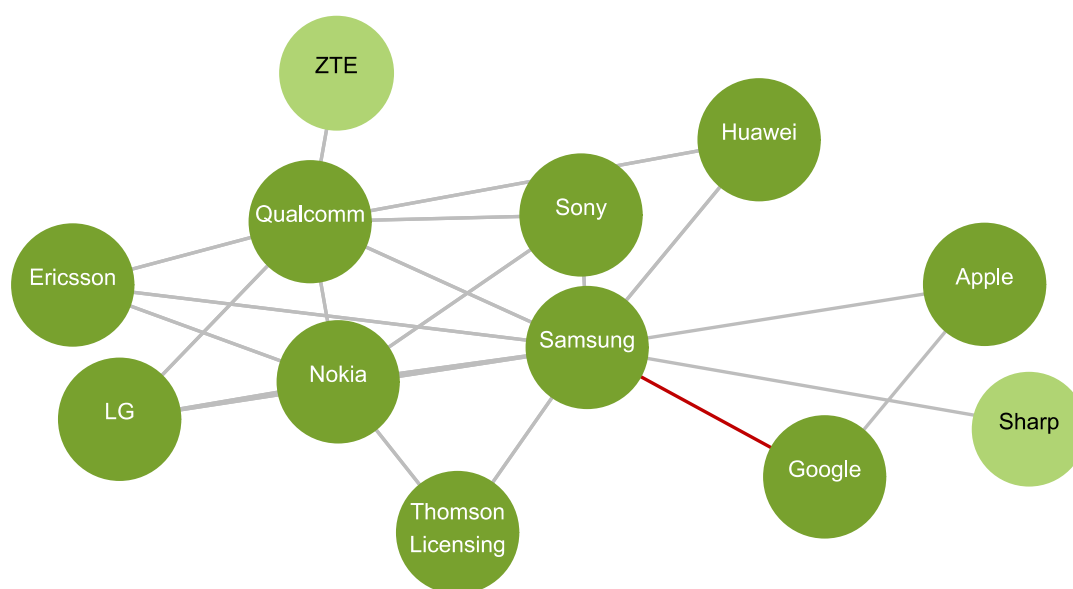 ZTE
Huawei
Qualcomm
Sony
Ericsson
Apple
Samsung
Nokia
LG
Sharp
Google
Thomson
Licensing